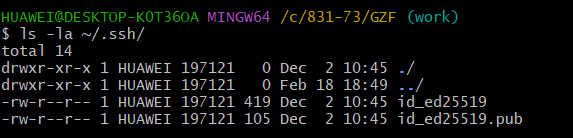 HUAWEI@DESKTOP-KOT36OA MINGW64 /c/831-73/GZF (work)
$ ls -la ~/.ssh/
total 14
drwxr-xr-x 1 HUAWEI 197121   0 Dec  2 10:45 ./
drwxr-xr-x 1 HUAWEI 197121   0 Feb 18 18:49 ../
-rw-r--r-- 1 HUAWEI 197121 419 Dec  2 10:45 id_ed25519
-rw-r--r-- 1 HUAWEI 197121 105 Dec  2 10:45 id_ed25519.pub